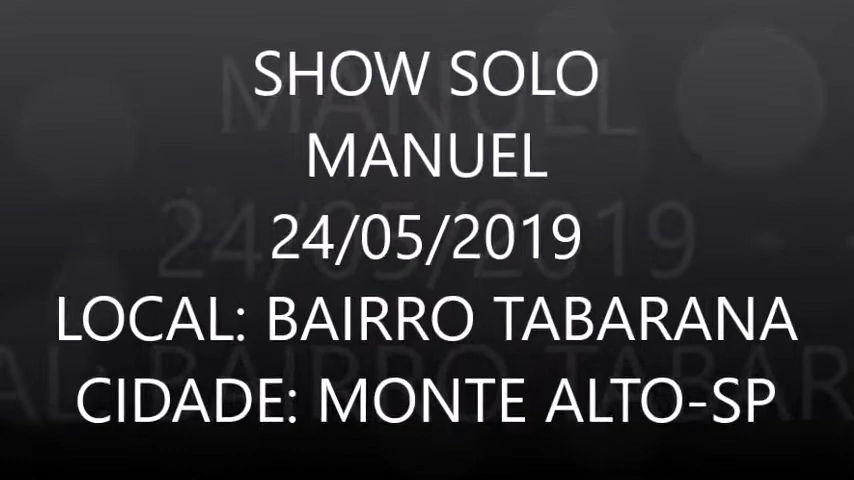 SHOW SOLO
MANUEL
24/05/2019
LOCAL: BAIRRO TABARANA
CIDADE: MONTE ALTO-SP